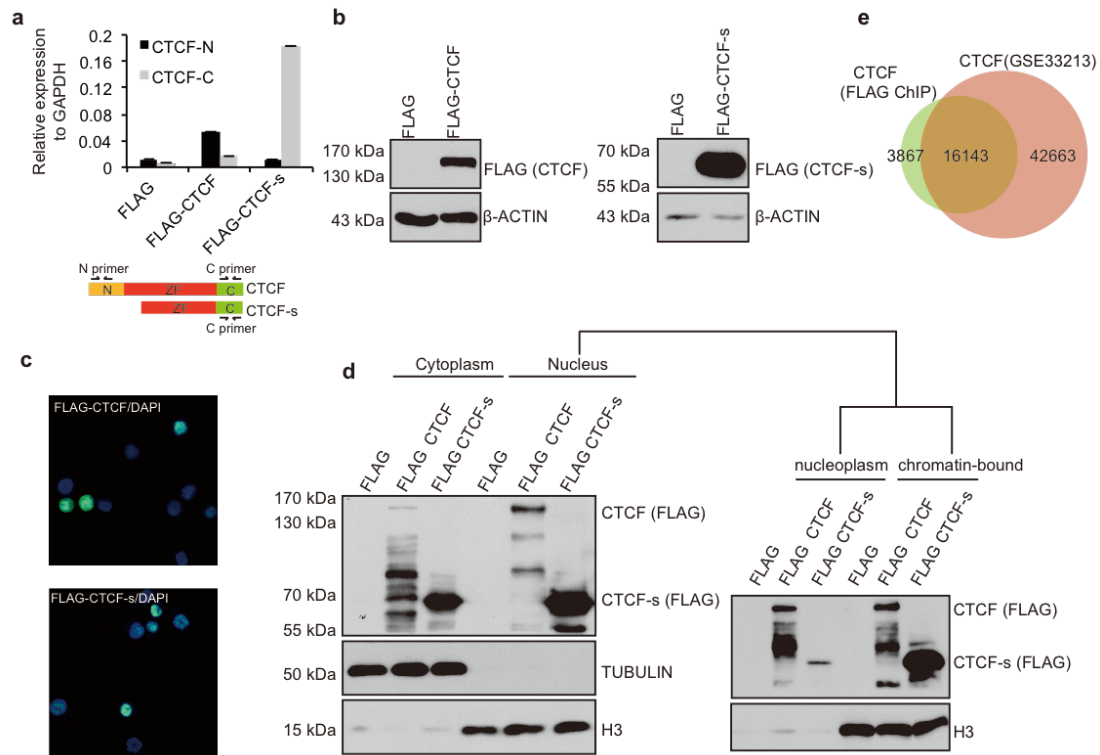 a
Relative expression
to GAPDH
0.2
0.16
0.12
0.08
0.04
0
CTCF-N
CTCF-C
FLAG
FLAG-CTCF
FLAG-CTCF-s
N primer
C primer
N
ZF
C
CTCF
ZF
C
CTCF-s
C primer
b
FLAG
FLAG-CTCF
170 kDa
130 kDa
FLAG (CTCF)
43 kDa
β-ACTIN
FLAG
FLAG-CTCF-s
70 kDa
55 kDa
FLAG (CTCF-s)
43 kDa
β-ACTIN
e
CTCF(GSE33213)
CTCF
(FLAG ChIP)
3867
16143
42663
c
FLAG-CTCF/DAPI
FLAG-CTCF-s/DAPI
d
Cytoplasm
Nucleus
FLAG
FLAG CTCF
FLAG CTCF-s
FLAG
FLAG CTCF
FLAG CTCF-s
170 kDa
130 kDa
70 kDa
55 kDa
CTCF (FLAG)
CTCF-s (FLAG)
50 kDa
TUBULIN
15 kDa
H3
nucleoplasm
chromatin-bound
FLAG
FLAG CTCF
FLAG CTCF-s
FLAG
FLAG CTCF
FLAG CTCF-s
CTCF (FLAG)
CTCF-s (FLAG)
H3